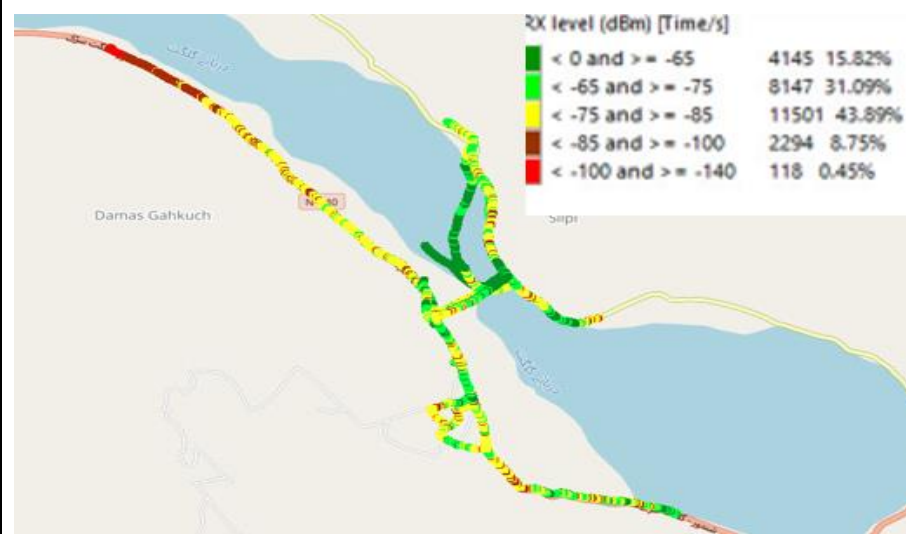 RX level (dBm) [Time/s]
< 0 and >= -65 4145 15.82%
< -65 and >= -75 8147 31.09%
< -75 and >= -85 11501 43.89%
< -85 and >= -100 2294 8.75%
< -100 and >= -140 118 0.45%
Damas Gahkuch